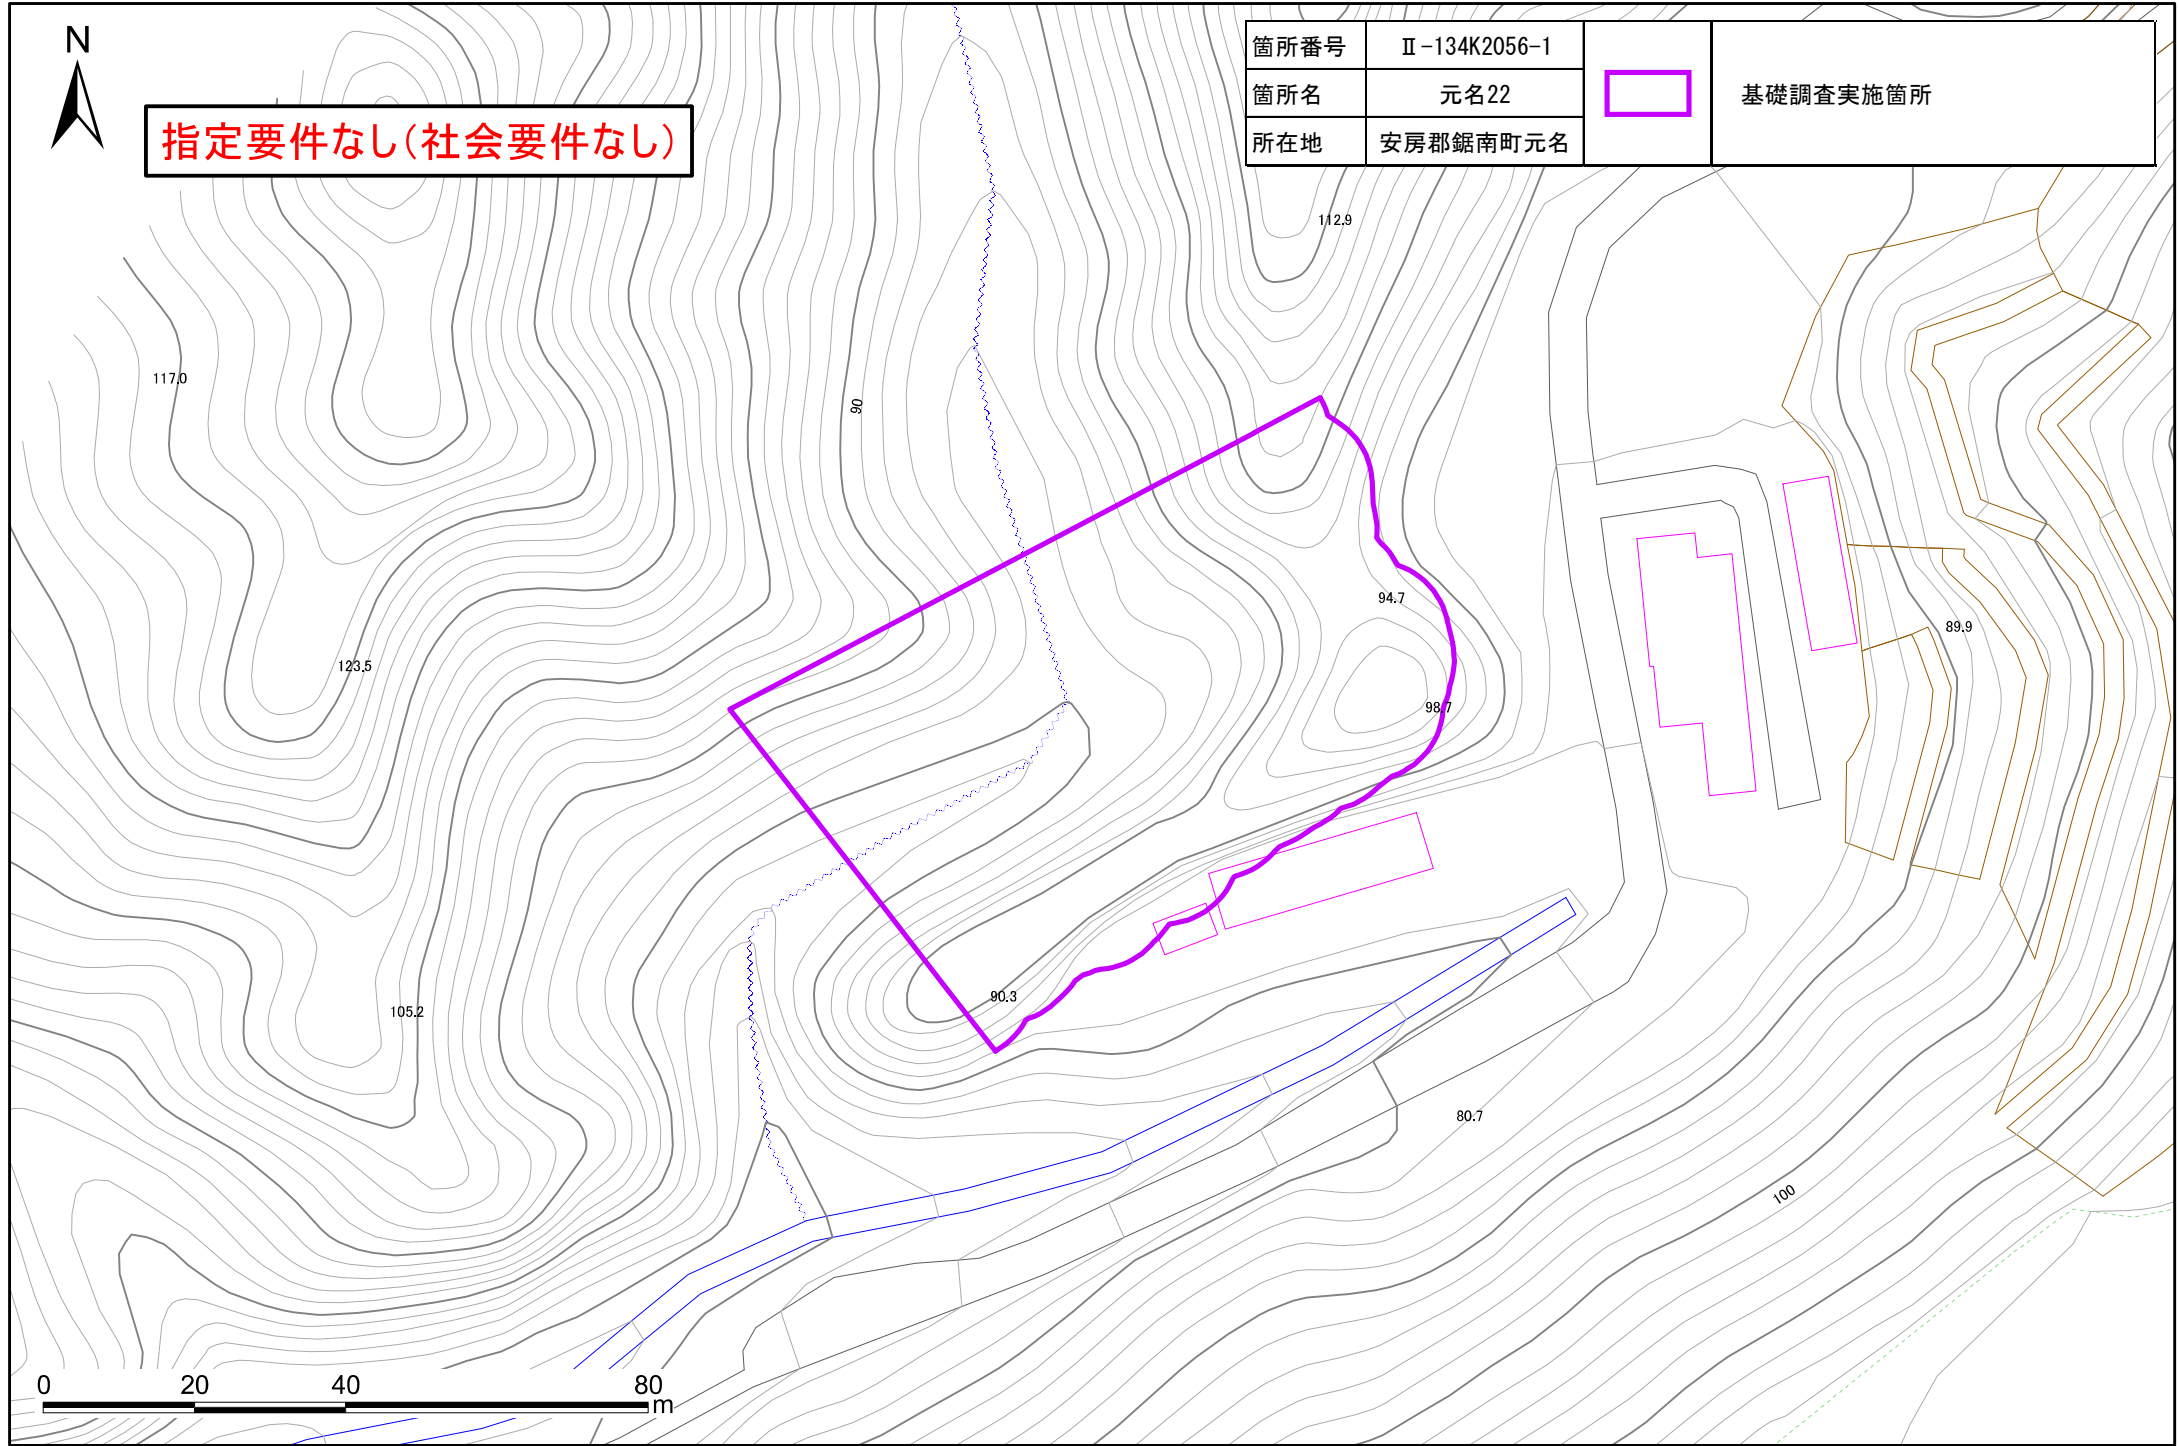 N
指定要件なし(社会要件なし)
箇所番号 Ⅱ-134K2056-1
箇所名 元名22
所在地 安房郡鋸南町元名
基礎調査実施箇所
112.9
117.0
90
94.7
89.9
123.5
98.7
90.3
105.2
80.7
100
0 20 40 80
m